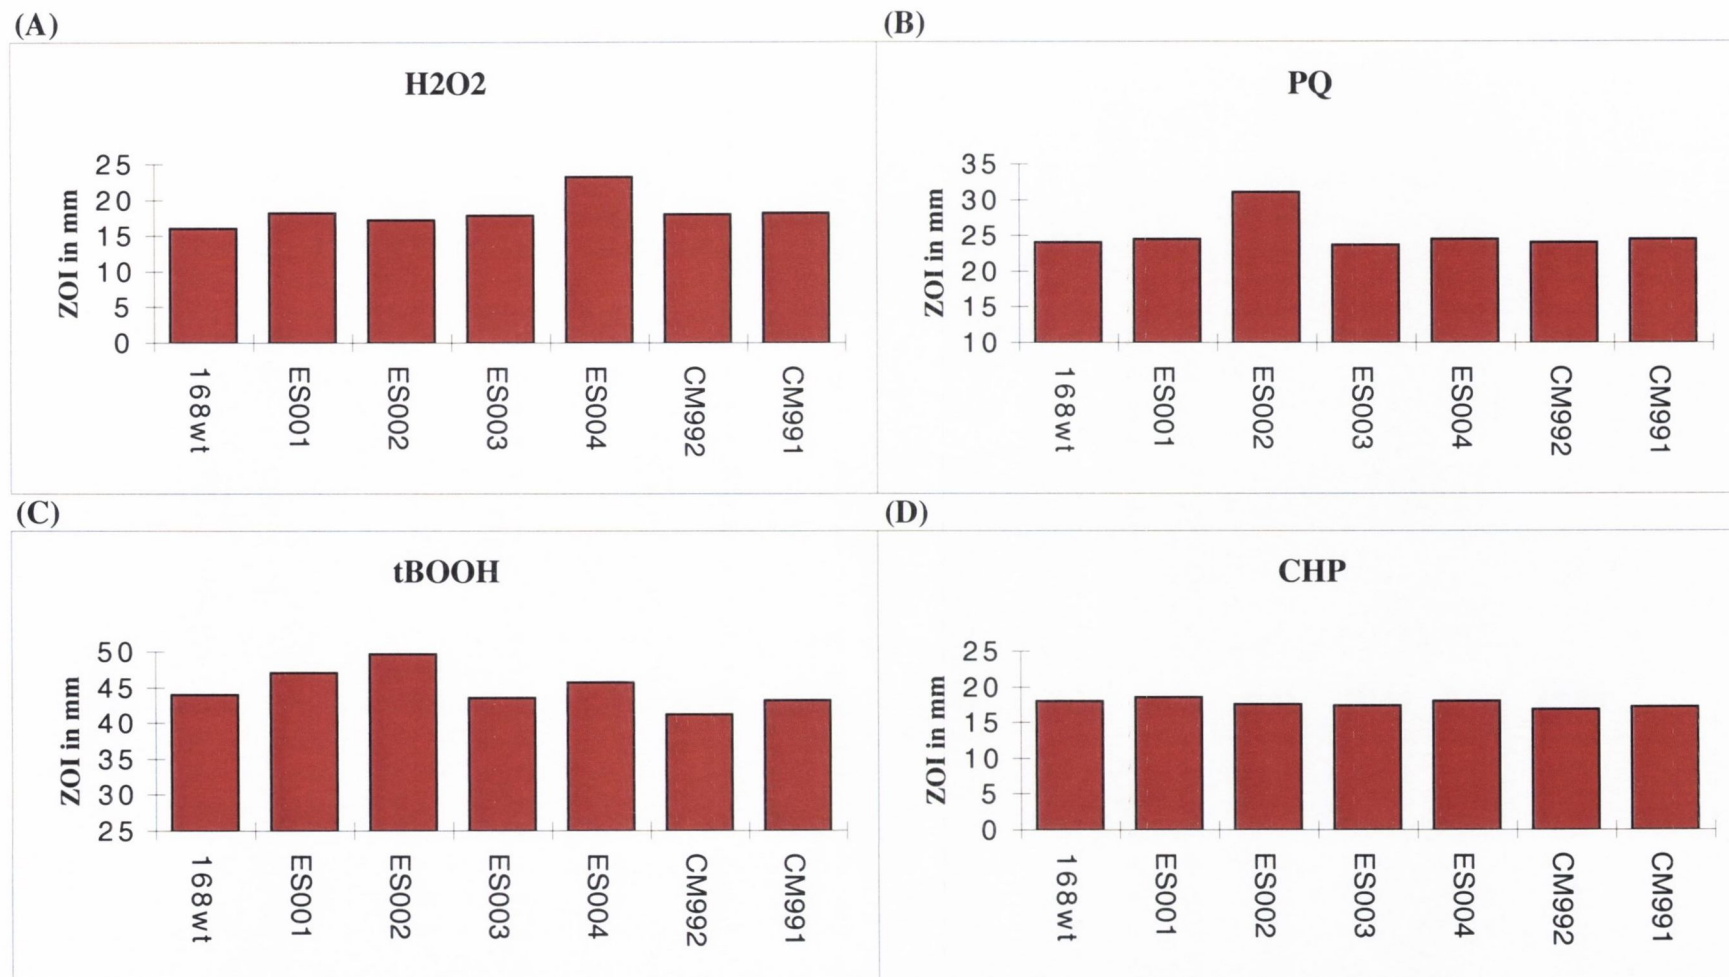 (A)
H2O2
ZOI in mm
25
20
15
10
5
0
168wt
ES001
ES002
ES003
ES004
CM992
CM991
(B)
PQ
ZOI in mm
35
30
25
20
15
10
168wt
ES001
ES002
ES003
ES004
CM992
CM991
(C)
tBOOH
ZOI in mm
50
45
40
35
30
25
168wt
ES001
ES002
ES003
ES004
CM992
CM991
(D)
CHP
ZOI in mm
25
20
15
10
5
0
168wt
ES001
ES002
ES003
ES004
CM992
CM991